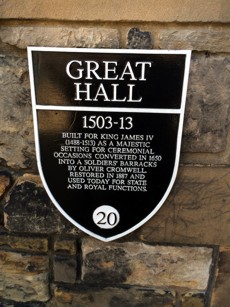 GREAT
HALL
1503-13
BUILT FOR KING JAMES IV
(1488-1513) AS A MAJESTIC
SETTING FOR CEREMONIAL
OCCASIONS CONVERTED IN 1650
INTO A SOLDIERS' BARRACKS
BY OLIVER CROMWELL.
RESTORED IN 1887 AND
USED TODAY FOR STATE
AND ROYAL FUNCTIONS.
20